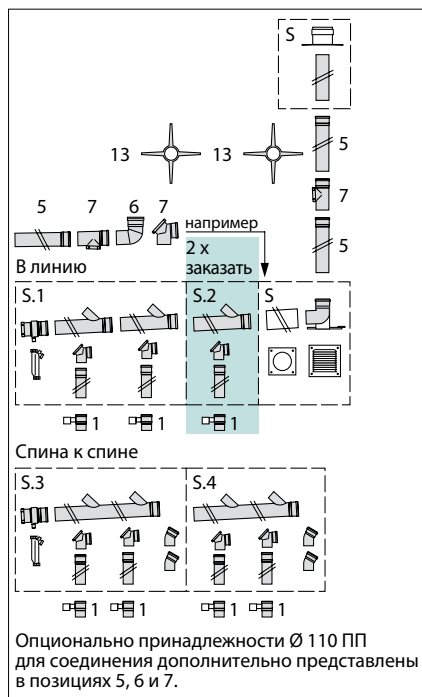 S
13
13
5
7
5
5
7
6
7
например
2 x
заказать
В линию
S.1
S.2
S
1
1
1
Спина к спине
S.3
S.4
1
1
1
1
Опционально принадлежности Ø 110 ПП
для соединения дополнительно представлены
в позициях 5, 6 и 7.